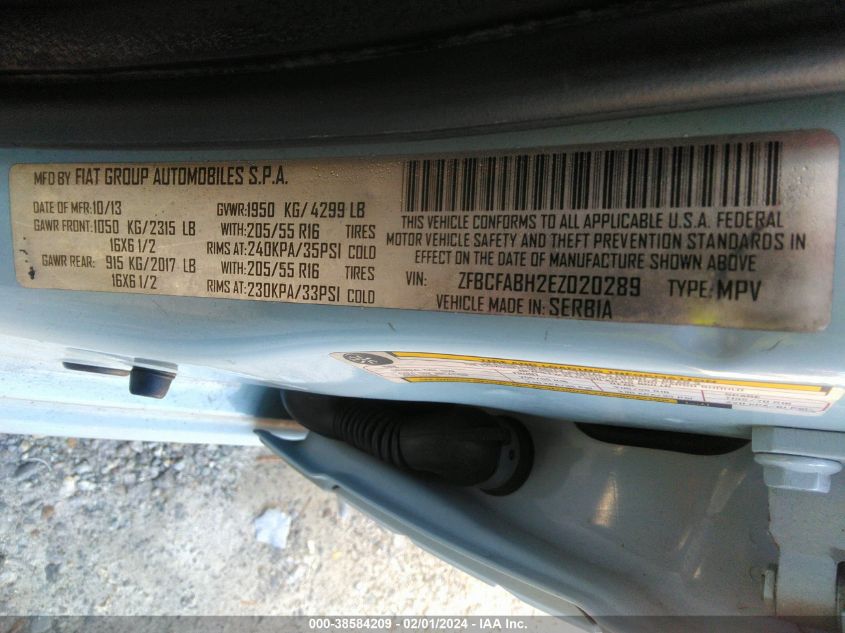 MFD BY FIAT GROUP AUTOMOBILES S.P.A.
DATE OF MFR: 10/13 GVWR: 1950 KG/ 4299 LB
GAWR FRONT: 1050 KG/2315 LB WITH: 205/55 R16 TIRES
16X6 1/2 RIMS AT: 240KPA/35PSI COLD
GAWR REAR: 915 KG/2017 LB WITH: 205/55 R16 TIRES
16X6 1/2 RIMS AT: 230KPA/33PSI COLD
THIS VEHICLE CONFORMS TO ALL APPLICABLE U.S.A. FEDERAL
MOTOR VEHICLE SAFETY AND THEFT PREVENTION STANDARDS IN
EFFECT ON THE DATE OF MANUFACTURE SHOWN ABOVE
VIN: ZFBCFABH2EZ020289 TYPE: MPV
VEHICLE MADE IN: SERBIA
000-38584209 - 02/01/2024 - IAA Inc.